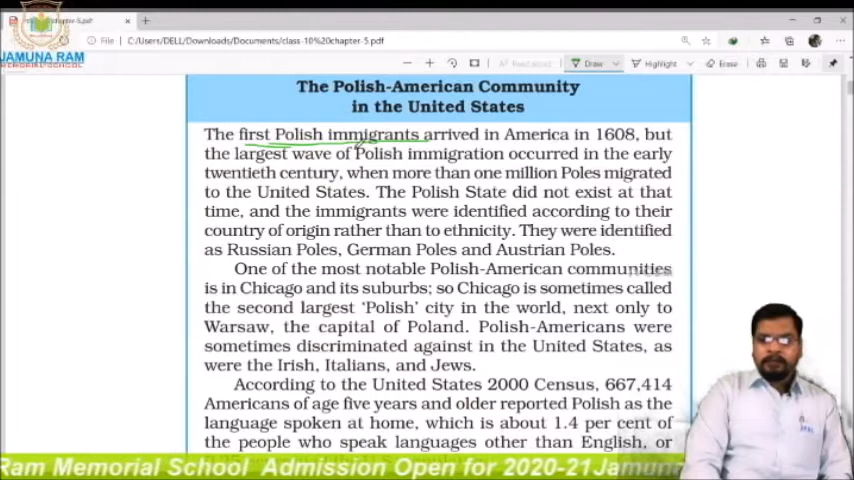 JAMUNA RAM
File
C:/Users/DELL/Downloads/Documents/class-10%20chapter-5.pdf
Read aloud
Draw
Highlight
Erase
The Polish-American Community
in the United States
The first Polish immigrants arrived in America in 1608, but
the largest wave of Polish immigration occurred in the early
twentieth century, when more than one million Poles migrated
to the United States. The Polish State did not exist at that
time, and the immigrants were identified according to their
country of origin rather than to ethnicity. They were identified
as Russian Poles, German Poles and Austrian Poles.
One of the most notable Polish-American communities
is in Chicago and its suburbs; so Chicago is sometimes called
the second largest ‘Polish’ city in the world, next only to
Warsaw, the capital of Poland. Polish-Americans were
sometimes discriminated against in the United States, as
were the Irish, Italians, and Jews.
According to the United States 2000 Census, 667,414
Americans of age five years and older reported Polish as the
language spoken at home, which is about 1.4 per cent of
the people who speak languages other than English, or
Ram Memorial School Admission Open for 2020-21 Jamuna